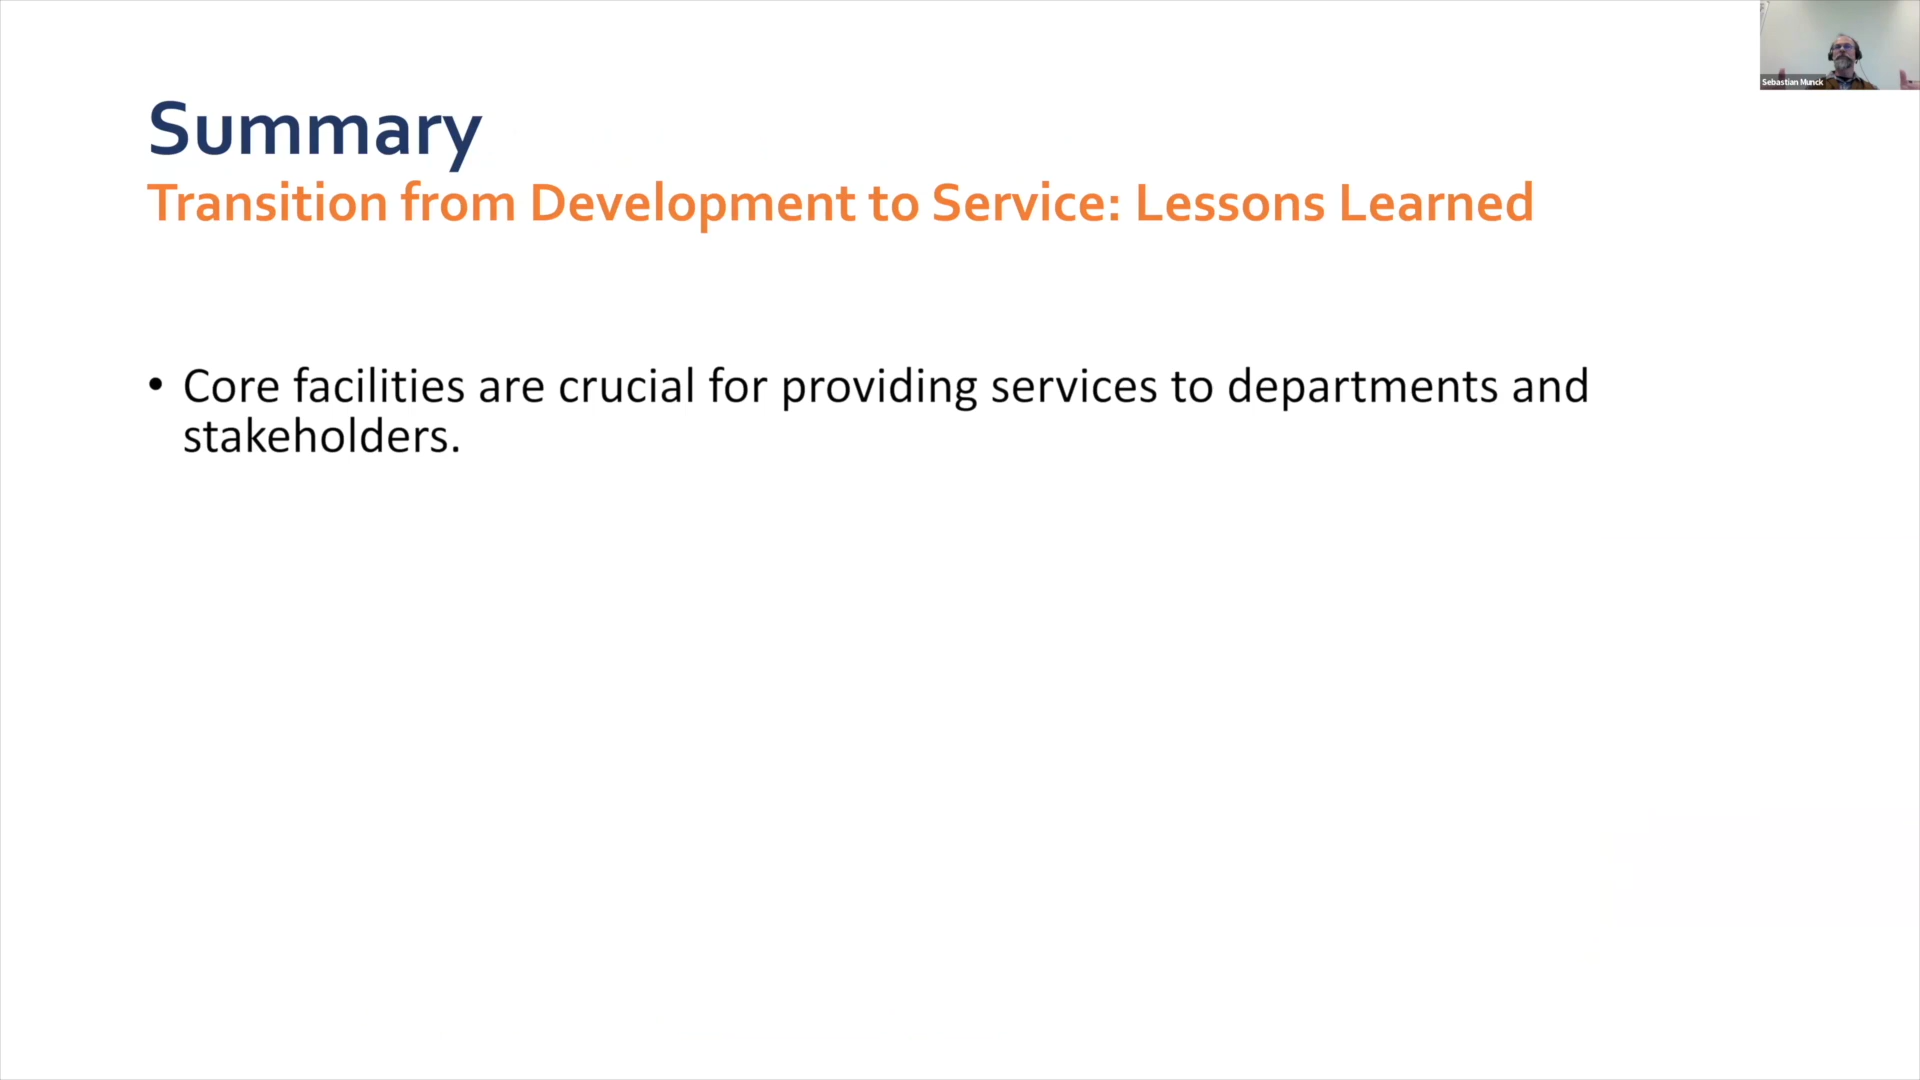 Sebastian Munck
Summary
Transition from Development to Service: Lessons Learned
• Core facilities are crucial for providing services to departments and
stakeholders.